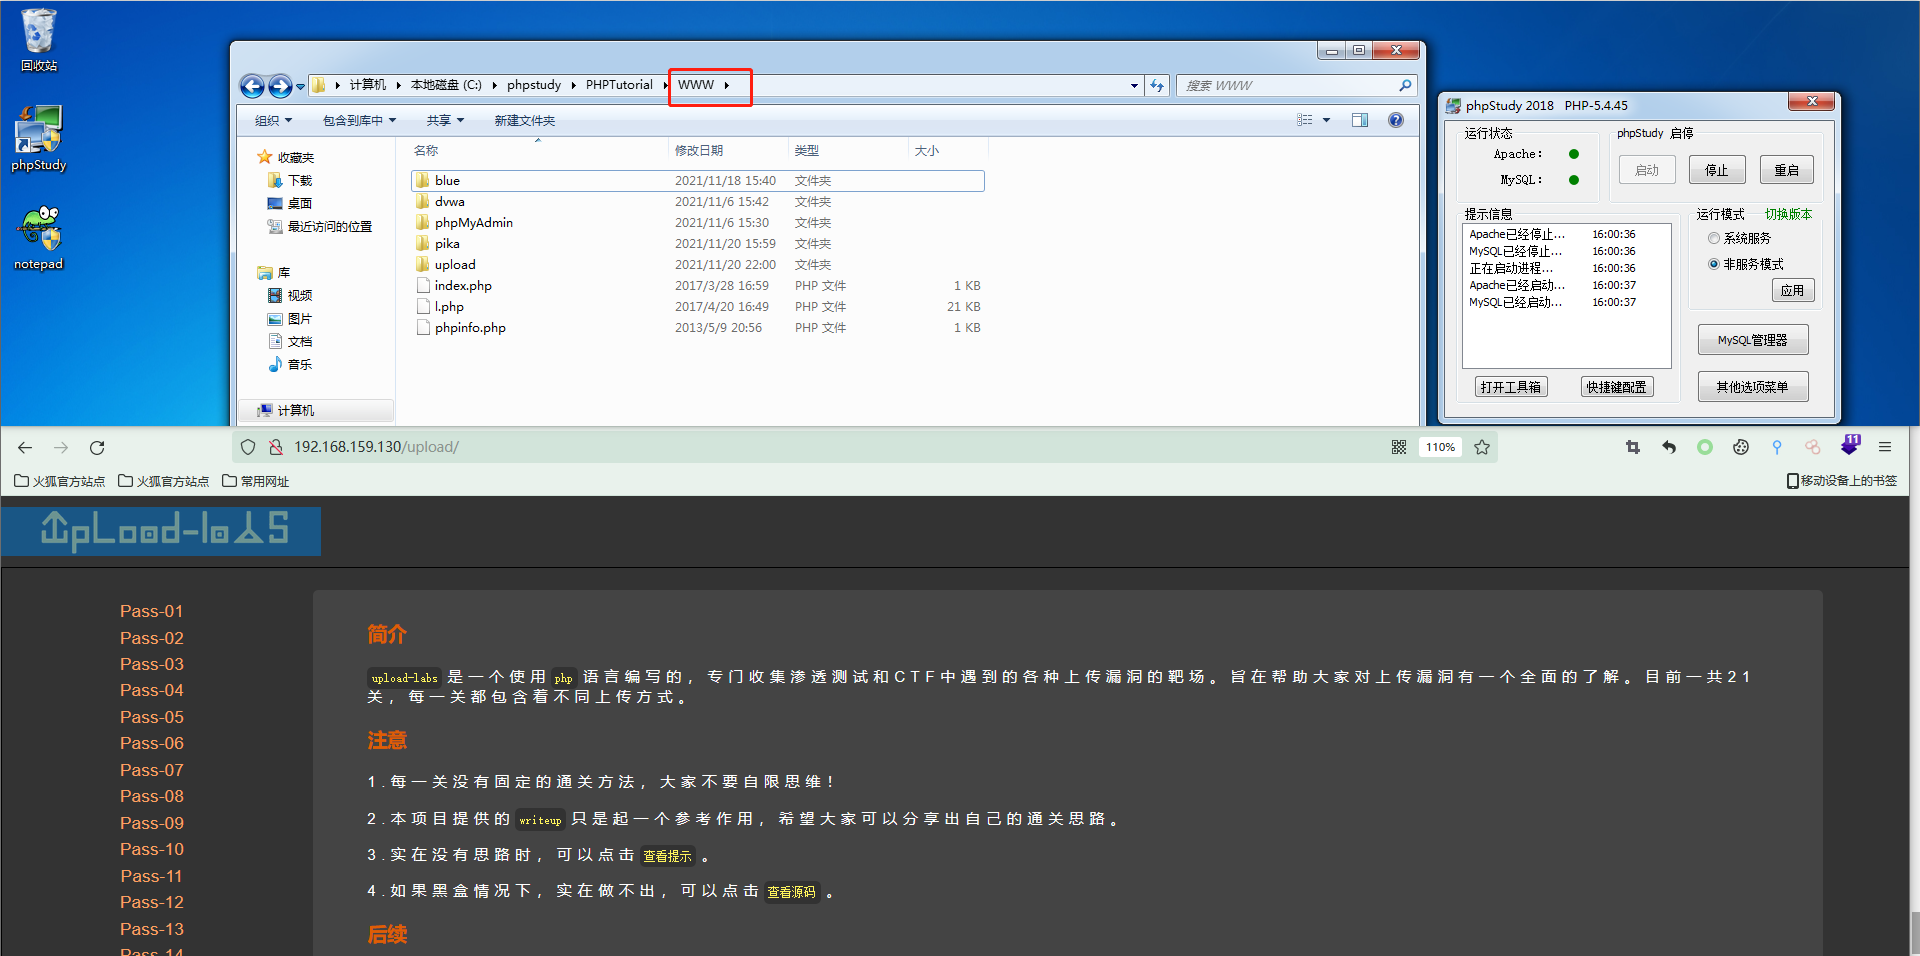 回收站
phpStudy
notepad
计算机 本地磁盘 (C:) phpstudy PHPTutorial WWW
搜索 WWW
组织 包含到库中 共享 新建文件夹
收藏夹
下载
桌面
最近访问的位置
库
视频
图片
文档
音乐
计算机
名称 修改日期 类型 大小
blue 2021/11/18 15:40 文件夹
dvwa 2021/11/6 15:42 文件夹
phpMyAdmin 2021/11/6 15:30 文件夹
pika 2021/11/20 15:59 文件夹
upload 2021/11/20 22:00 文件夹
index.php 2017/3/28 16:59 PHP 文件 1 KB
l.php 2017/4/20 16:49 PHP 文件 21 KB
phpinfo.php 2013/5/9 20:56 PHP 文件 1 KB
phpStudy 2018 PHP-5.4.45
运行状态
Apache:
MySQL:
phpStudy 启停
启动 停止 重启
提示信息
Apache已经停止... 16:00:36
MySQL已经停止... 16:00:36
正在启动进程... 16:00:36
Apache已经启动... 16:00:37
MySQL已经启动... 16:00:37
运行模式 切换版本
系统服务
非服务模式
应用
MySQL管理器
打开工具箱 快捷键配置 其他选项菜单
192.168.159.130/upload/
110%
11
火狐官方站点 火狐官方站点 常用网址
移动设备上的书签
UpLoad-labS
Pass-01
Pass-02
Pass-03
Pass-04
Pass-05
Pass-06
Pass-07
Pass-08
Pass-09
Pass-10
Pass-11
Pass-12
Pass-13
Pass-14
简介
upload-labs 是一个使用 php 语言编写的，专门收集渗透测试和CTF中遇到的各种上传漏洞的靶场。旨在帮助大家对上传漏洞有一个全面的了解。目前一共21
关，每一关都包含着不同上传方式。
注意
1.每一关没有固定的通关方法，大家不要自限思维！
2.本项目提供的 writeup 只是起一个参考作用，希望大家可以分享出自己的通关思路。
3.实在没有思路时，可以点击 查看提示 。
4.如果黑盒情况下，实在做不出，可以点击 查看源码 。
后续